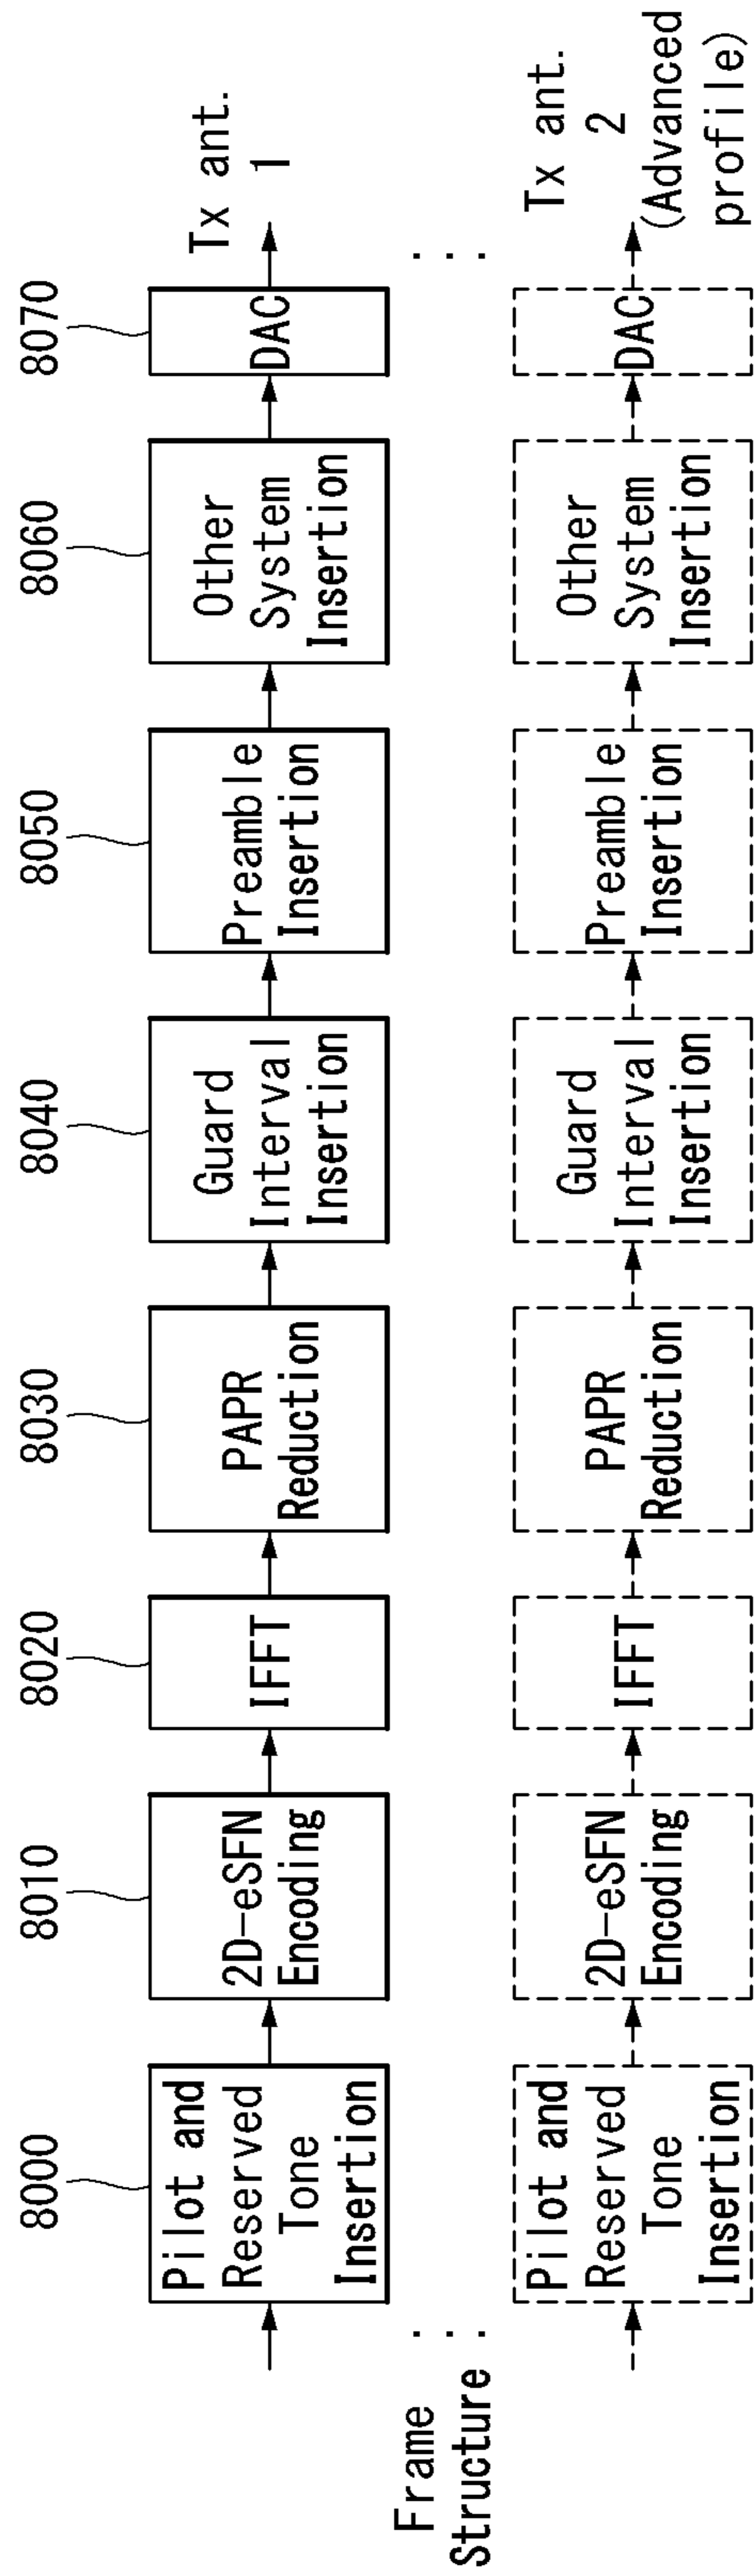 8000
8010
8020
8030
8040
8050
8060
8070
Pilot and
Reserved
Tone
Insertion
2D-eSFN
Encoding
IFFT
PAPR
Reduction
Guard
Interval
Insertion
Preamble
Insertion
Other
System
Insertion
DAC
Tx ant.
1
Frame
Structure
. . .
. . .
Pilot and
Reserved
Tone
Insertion
2D-eSFN
Encoding
IFFT
PAPR
Reduction
Guard
Interval
Insertion
Preamble
Insertion
Other
System
Insertion
DAC
Tx ant.
2
(Advanced
profile)